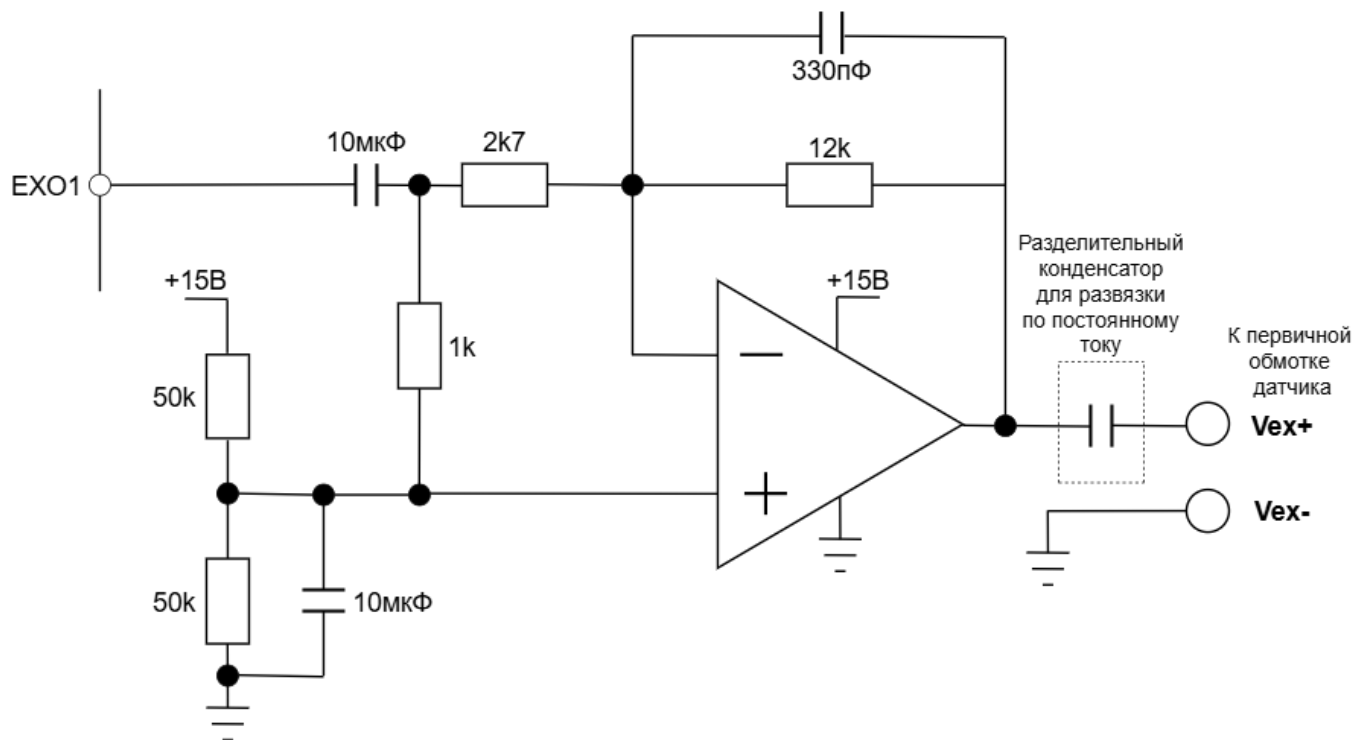 330пФ
10мкФ
2k7
12k
EXO1
Разделительный
конденсатор
для развязки
по постоянному
току
+15В
+15В
1k
К первичной
обмотке
датчика
50k
Vex+
Vex-
50k
10мкФ